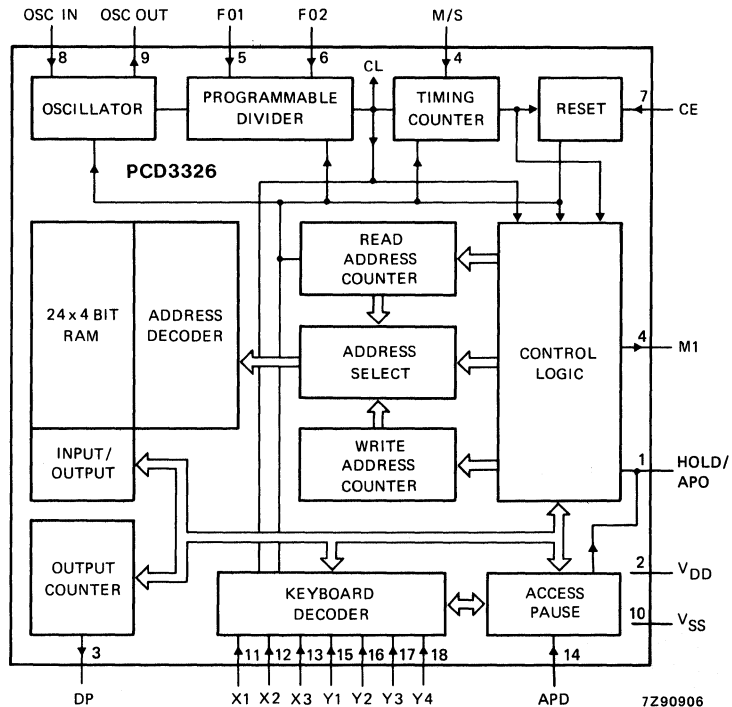 OSC IN OSC OUT F01 F02 M/S
8 9 5 6 4
CL
OSCILLATOR
PROGRAMMABLE
DIVIDER
TIMING
COUNTER
RESET
7 CE
PCD3326
24 x 4 BIT
RAM
ADDRESS
DECODER
READ
ADDRESS
COUNTER
ADDRESS
SELECT
WRITE
ADDRESS
COUNTER
CONTROL
LOGIC
4 M1
1 HOLD/
APO
INPUT/
OUTPUT
OUTPUT
COUNTER
KEYBOARD
DECODER
ACCESS
PAUSE
2 VDD
10 VSS
3 11 12 13 15 16 17 18 14
DP X1 X2 X3 Y1 Y2 Y3 Y4 APD
7Z90906